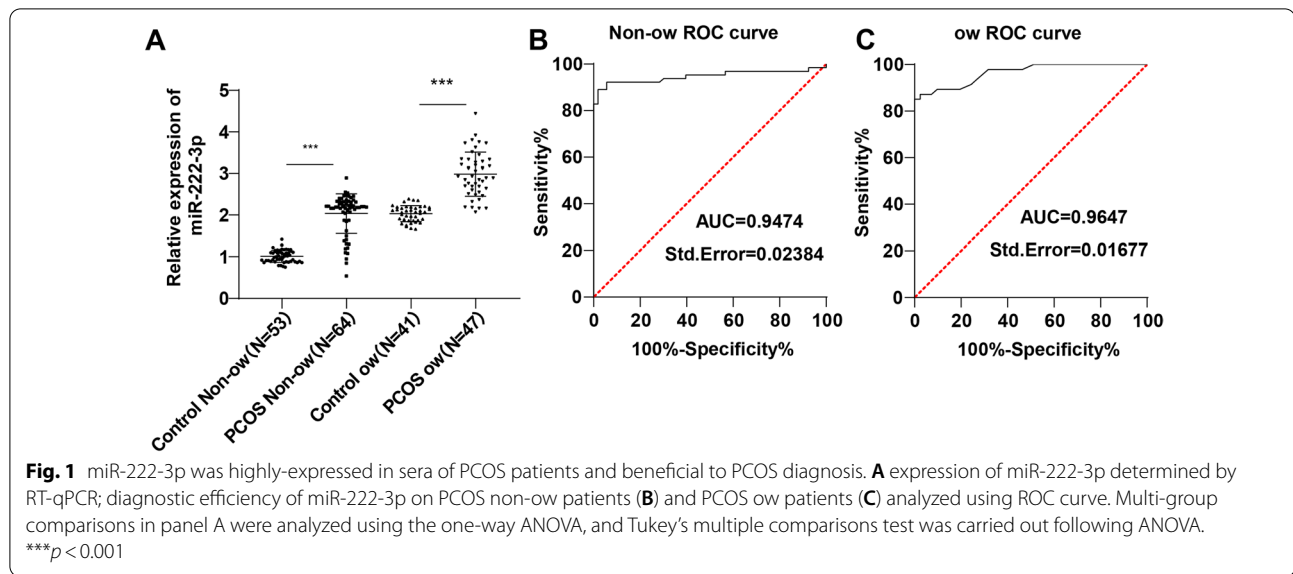 A
B
Non-ow ROC curve
C
ow ROC curve
Relative expression of
miR-222-3p
5
4
3
2
1
0
***
***
Control Non-ow(N=53)
PCOS Non-ow(N=64)
Control ow(N=41)
PCOS ow(N=47)
Sensitivity%
100
80
60
40
20
0
AUC=0.9474
Std.Error=0.02384
0 20 40 60 80 100
100%-Specificity%
Sensitivity%
100
80
60
40
20
0
AUC=0.9647
Std.Error=0.01677
0 20 40 60 80 100
100%-Specificity%
Fig. 1 miR-222-3p was highly-expressed in sera of PCOS patients and beneficial to PCOS diagnosis. A expression of miR-222-3p determined by
RT-qPCR; diagnostic efficiency of miR-222-3p on PCOS non-ow patients (B) and PCOS ow patients (C) analyzed using ROC curve. Multi-group
comparisons in panel A were analyzed using the one-way ANOVA, and Tukey's multiple comparisons test was carried out following ANOVA.
***p < 0.001